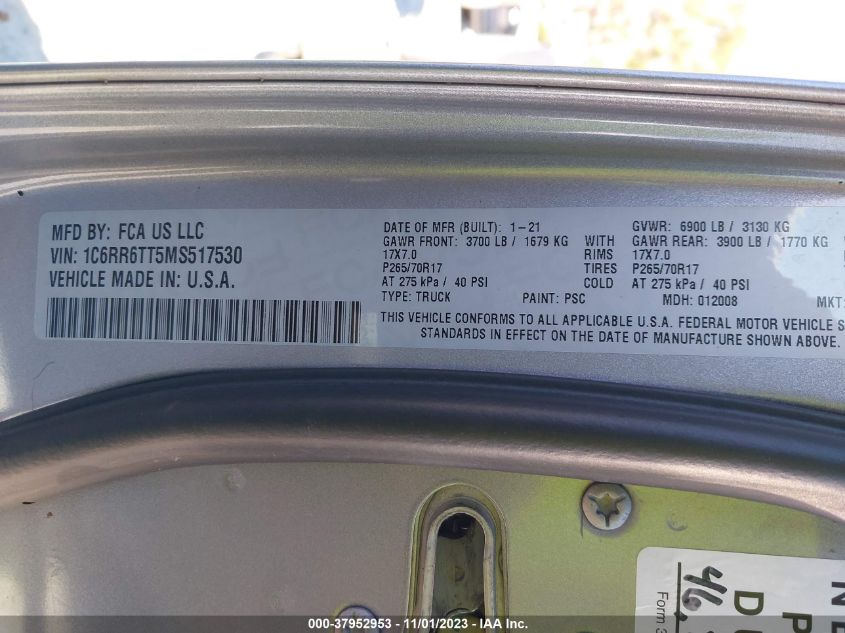 MFD BY: FCA US LLC
VIN: 1C6RR6TT5MS517530
VEHICLE MADE IN: U.S.A.
DATE OF MFR (BUILT): 1-21 GVWR: 6900 LB / 3130 KG
GAWR FRONT: 3700 LB / 1679 KG WITH GAWR REAR: 3900 LB / 1770 KG
17X7.0 RIMS 17X7.0
P265/70R17 TIRES P265/70R17
AT 275 kPa / 40 PSI COLD AT 275 kPa / 40 PSI
TYPE: TRUCK PAINT: PSC MDH: 012008 MKT:
THIS VEHICLE CONFORMS TO ALL APPLICABLE U.S.A. FEDERAL MOTOR VEHICLE S
STANDARDS IN EFFECT ON THE DATE OF MANUFACTURE SHOWN ABOVE.
Form 3
000-37952953 - 11/01/2023 - © IAA Inc.